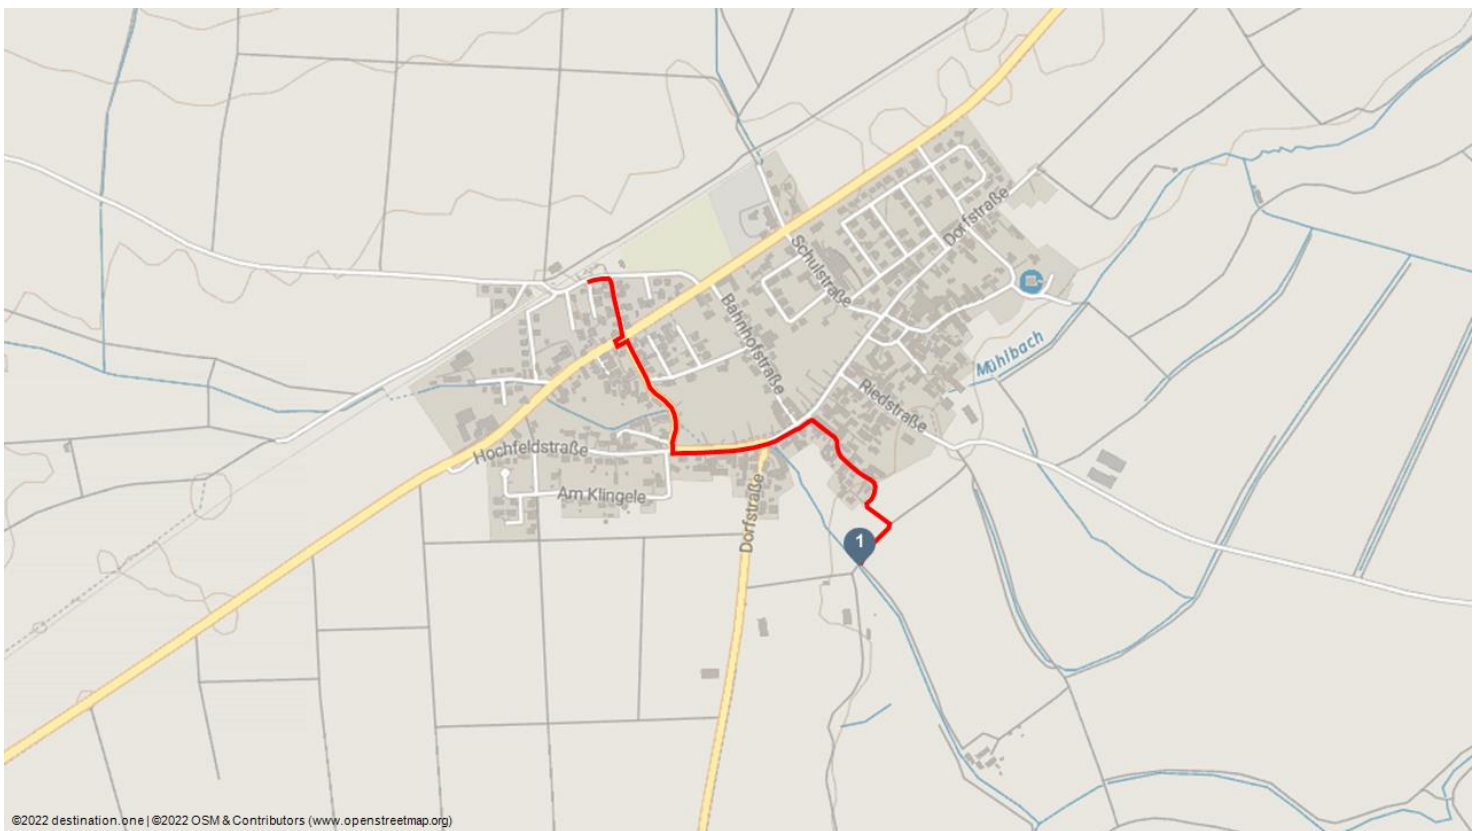 Dorfstraße
Schulstraße
Bahnhofstraße
Mühlbach
Riedstraße
Hochfeldstraße
Am Klingele
Dorfstraße
1
©2022 destination.one | ©2022 OSM & Contributors (www.openstreetmap.org)